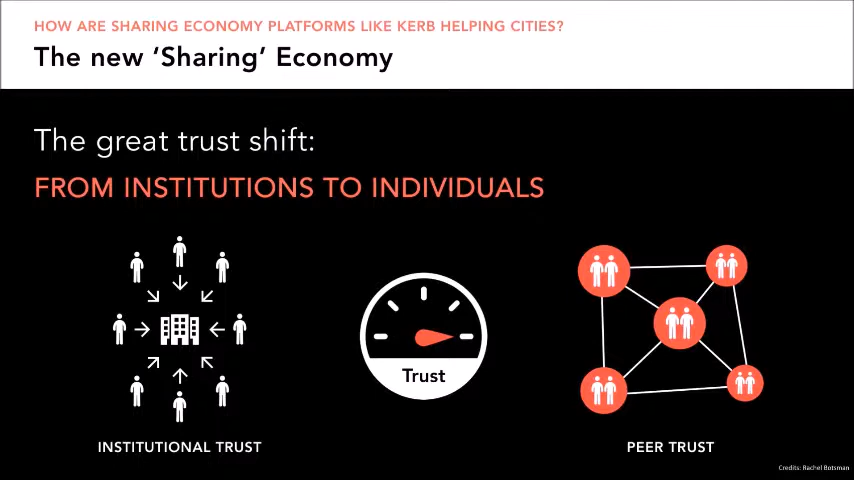 HOW ARE SHARING ECONOMY PLATFORMS LIKE KERB HELPING CITIES?
The new ‘Sharing’ Economy
The great trust shift:
FROM INSTITUTIONS TO INDIVIDUALS
Trust
INSTITUTIONAL TRUST
PEER TRUST
Credits: Rachel Botsman